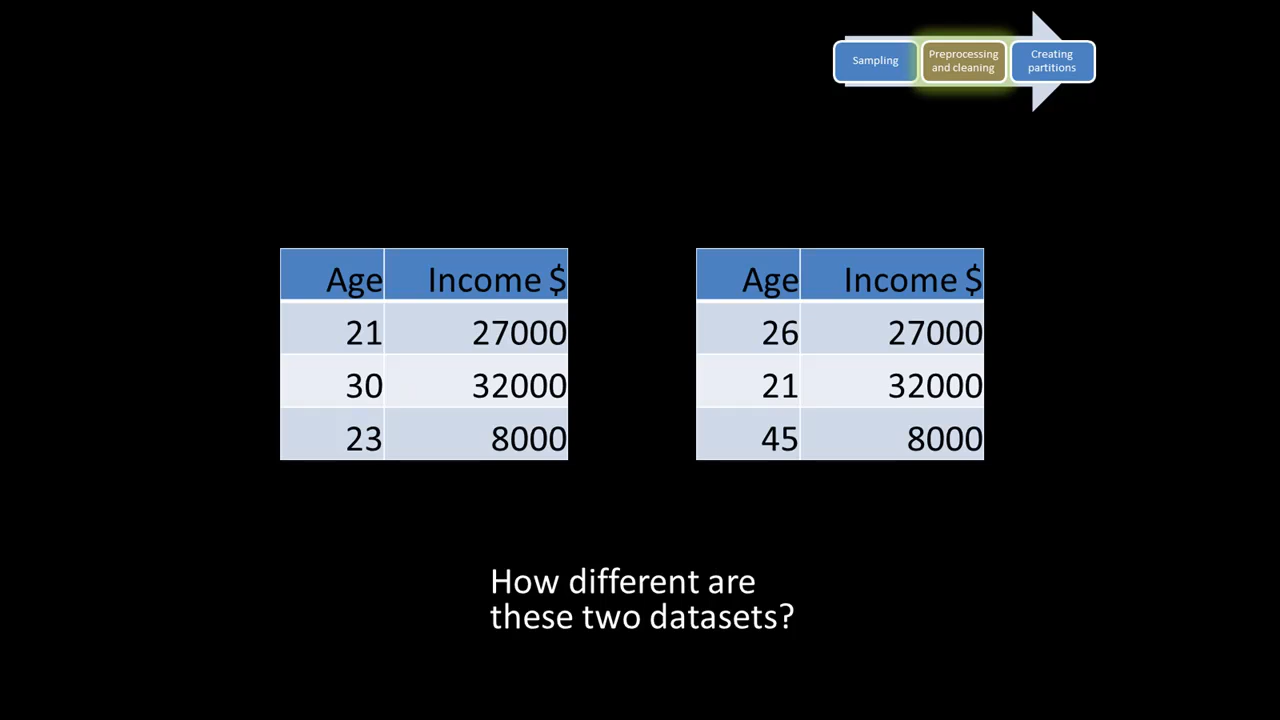 Sampling
Preprocessing
and cleaning
Creating
partitions
Age Income $
21 27000
30 32000
23 8000
Age Income $
26 27000
21 32000
45 8000
How different are
these two datasets?